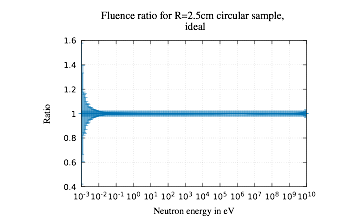 Fluence ratio for R=2.5cm circular sample,
ideal
1.6
1.4
1.2
1
0.8
0.6
0.4
Ratio
10⁻³ 10⁻² 10⁻¹ 10⁰ 10¹ 10² 10³ 10⁴ 10⁵ 10⁶ 10⁷ 10⁸ 10⁹ 10¹⁰
Neutron energy in eV